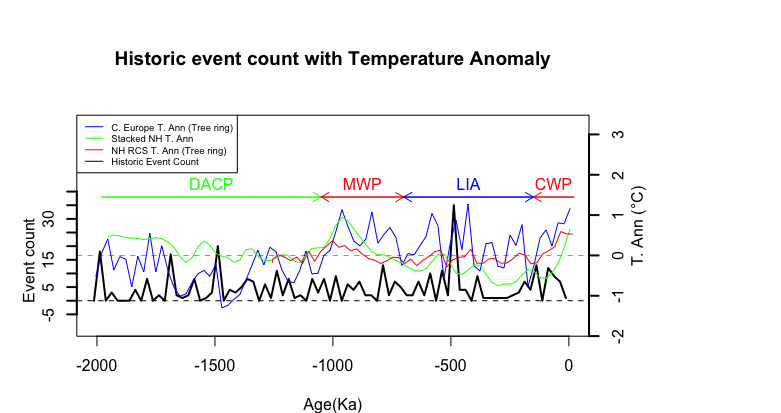 Historic event count with Temperature Anomaly
C. Europe T. Ann (Tree ring)
Stacked NH T. Ann
NH RCS T. Ann (Tree ring)
Historic Event Count
DACP MWP LIA CWP
Event count
-5 5 15 30
T. Ann (°C)
-2 -1 0 1 2 3
-2000 -1500 -1000 -500 0
Age(Ka)